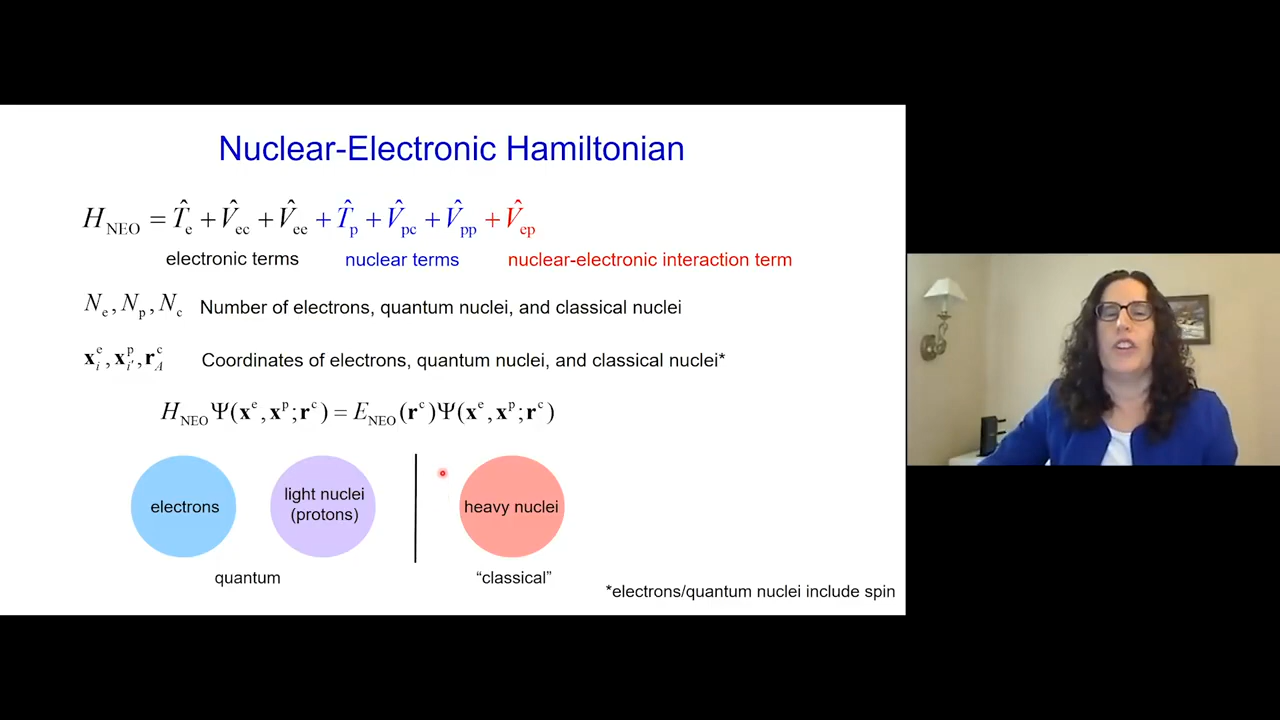 Nuclear-Electronic Hamiltonian
H_NEO = T̂_e + V̂_ec + V̂_ee + T̂_p + V̂_pc + V̂_pp + V̂_ep
electronic terms nuclear terms nuclear-electronic interaction term
N_e, N_p, N_c Number of electrons, quantum nuclei, and classical nuclei
x_i^e, x_i'^p, r_A^c Coordinates of electrons, quantum nuclei, and classical nuclei*
H_NEO Ψ(x^e, x^p; r^c) = E_NEO(r^c)Ψ(x^e, x^p; r^c)
electrons
light nuclei
(protons)
heavy nuclei
quantum
“classical”
*electrons/quantum nuclei include spin